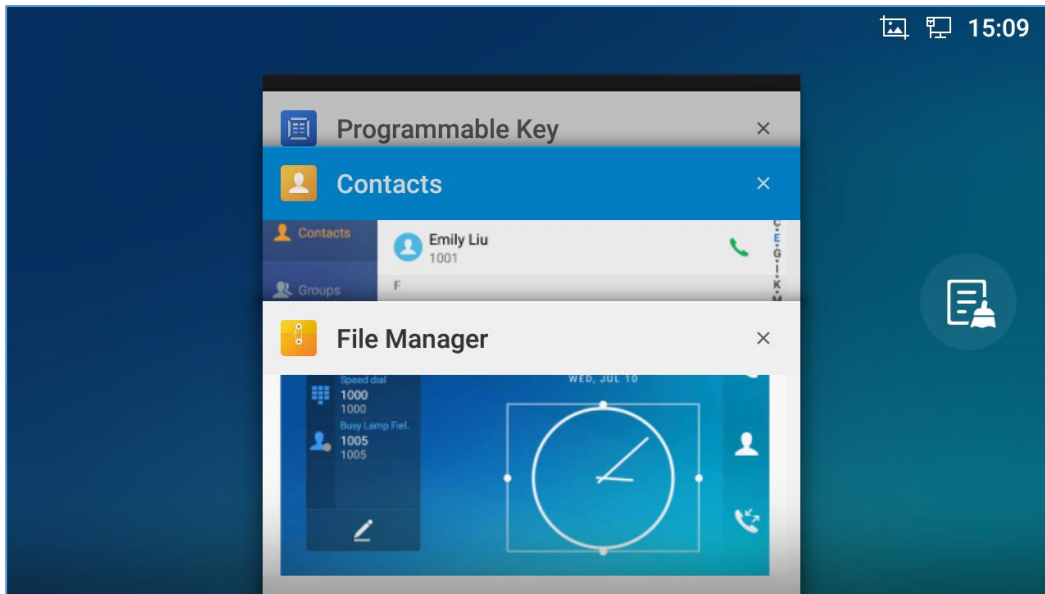 15:09
Programmable Key
Contacts
Contacts
Emily Liu
1001
Groups
F
C
E
G
I
K
M
File Manager
Speed dial
1000
1000
Busy Lamp Fiel.
1005
1005
WED, JUL 10